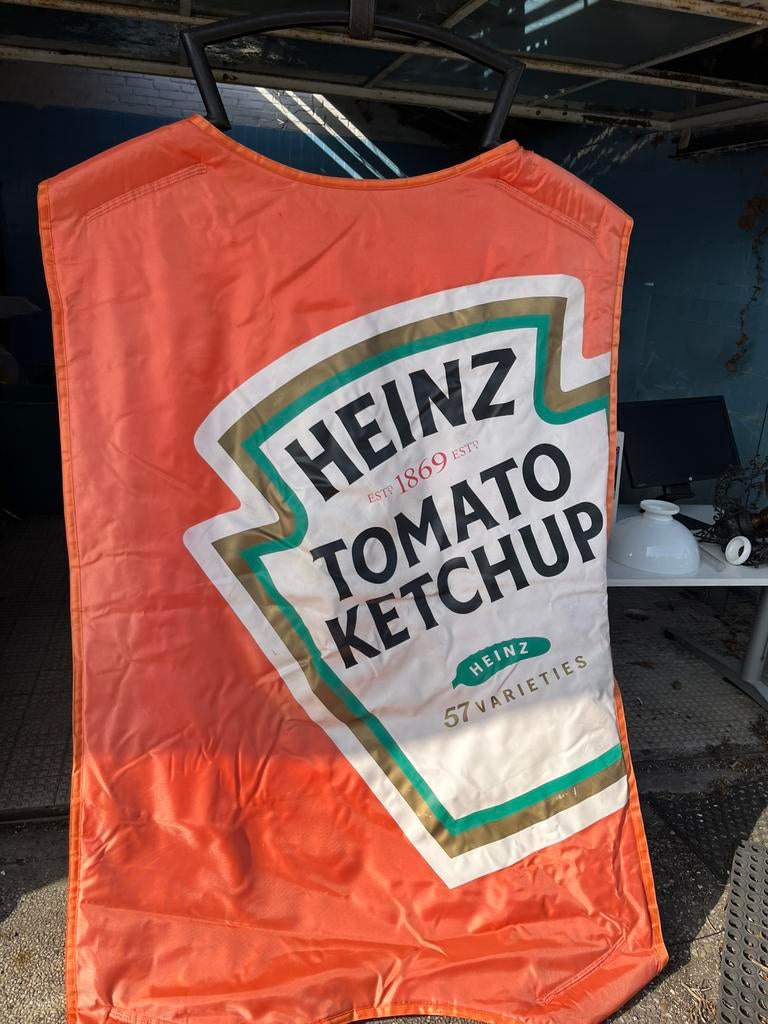 HEINZ
ESTD 1869 ESTD
TOMATO
KETCHUP
HEINZ
57 VARIETIES